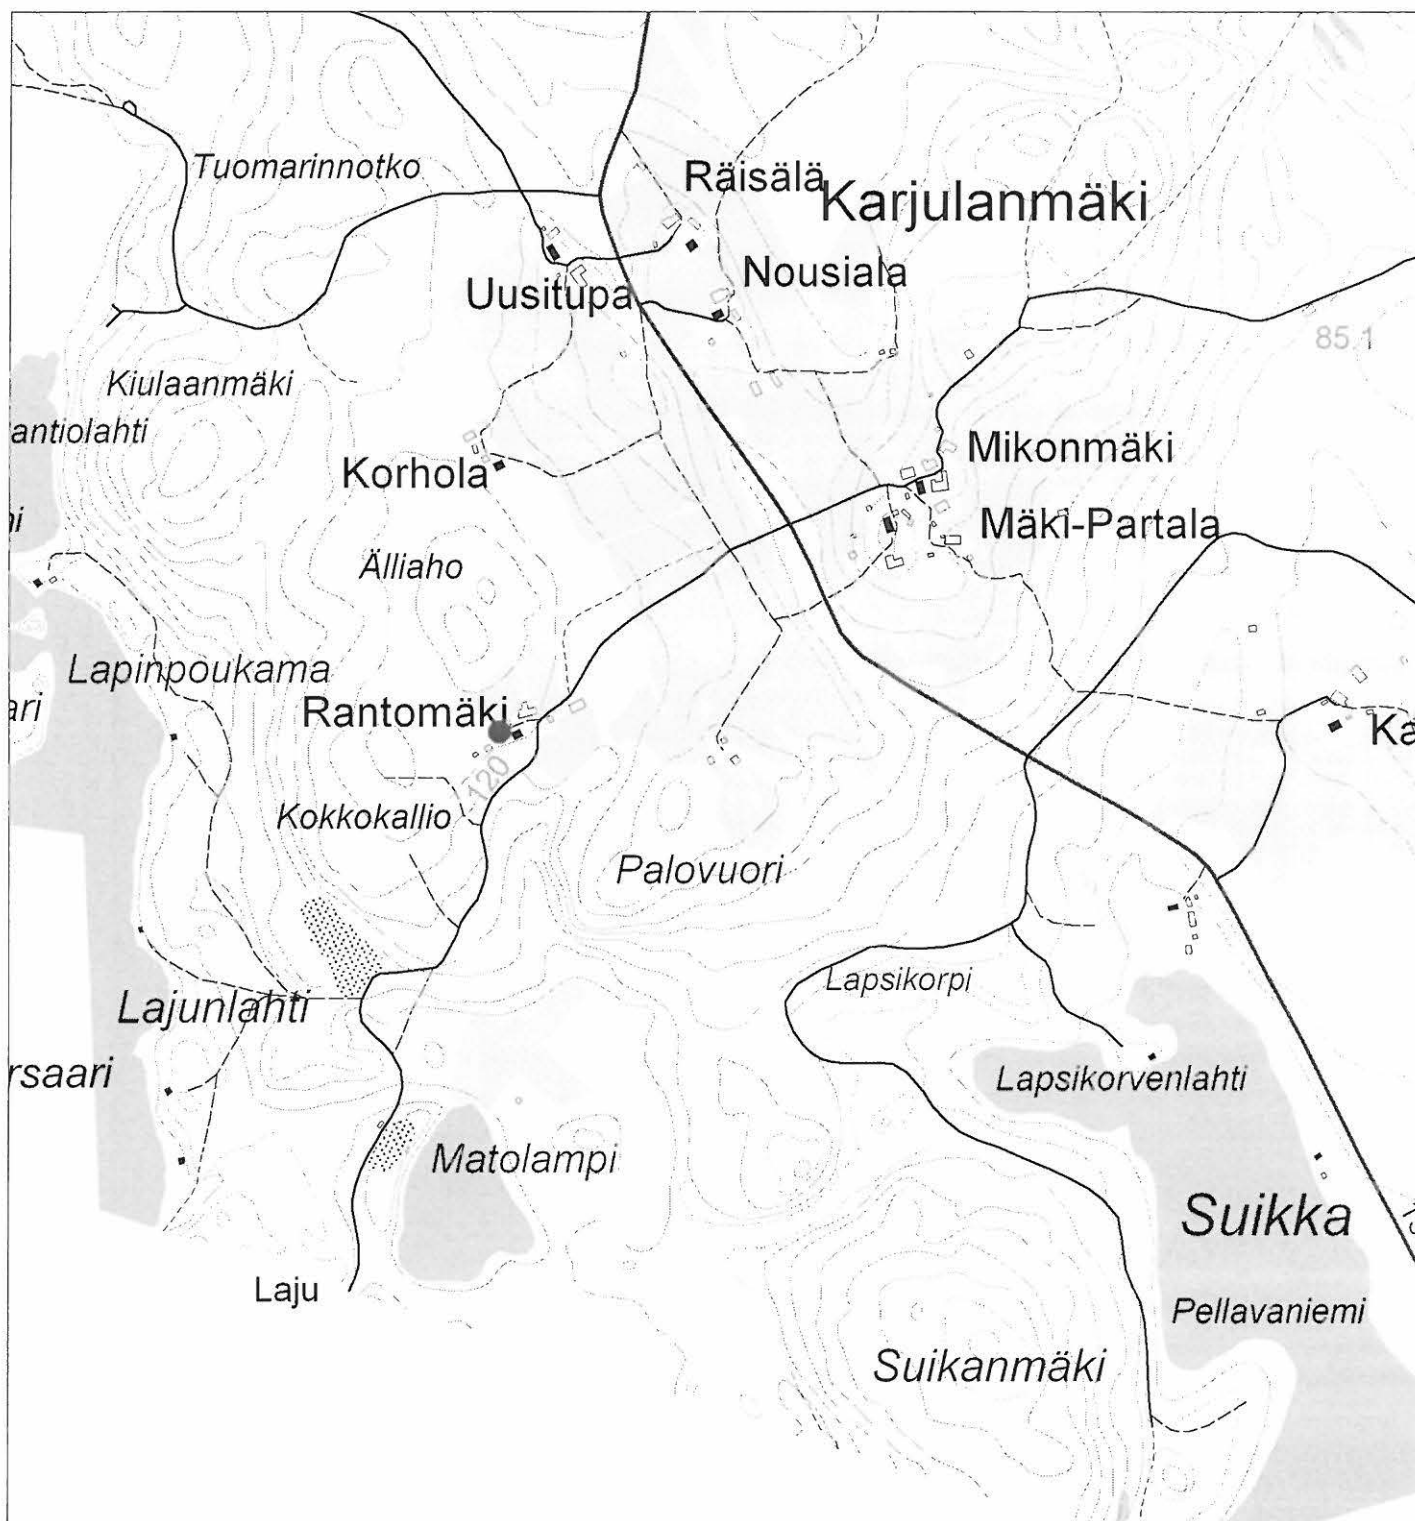 Tuomarinnotko
Räisälä
Karjulanmäki
Nousiala
Uusitupa
85.1
Kiulaanmäki
antiolahti
Mikonmäki
Korhola
Mäki-Partala
Älliaho
Lapinpoukama
Rantomäki
ari
Ka
120
Kokkokallio
Palovuori
Lapsikorpi
Lajunlahti
rsaari
Lapsikorvenlahti
Matolampi
Suikka
Laju
Pellavaniemi
Suikanmäki